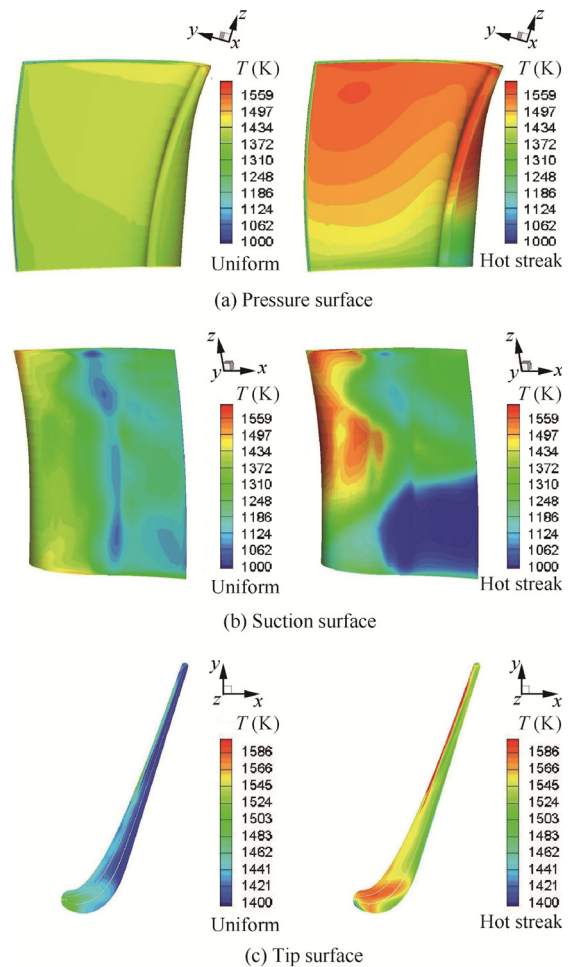 z
y
x
T (K)
1559
1497
1434
1372
1310
1248
1186
1124
1062
1000
Uniform
z
y
x
T (K)
1559
1497
1434
1372
1310
1248
1186
1124
1062
1000
Hot streak
(a) Pressure surface
z
y
x
T (K)
1559
1497
1434
1372
1310
1248
1186
1124
1062
1000
Uniform
z
y
x
T (K)
1559
1497
1434
1372
1310
1248
1186
1124
1062
1000
Hot streak
(b) Suction surface
y
z
x
T (K)
1586
1566
1545
1524
1503
1483
1462
1441
1421
1400
Uniform
y
z
x
T (K)
1586
1566
1545
1524
1503
1483
1462
1441
1421
1400
Hot streak
(c) Tip surface